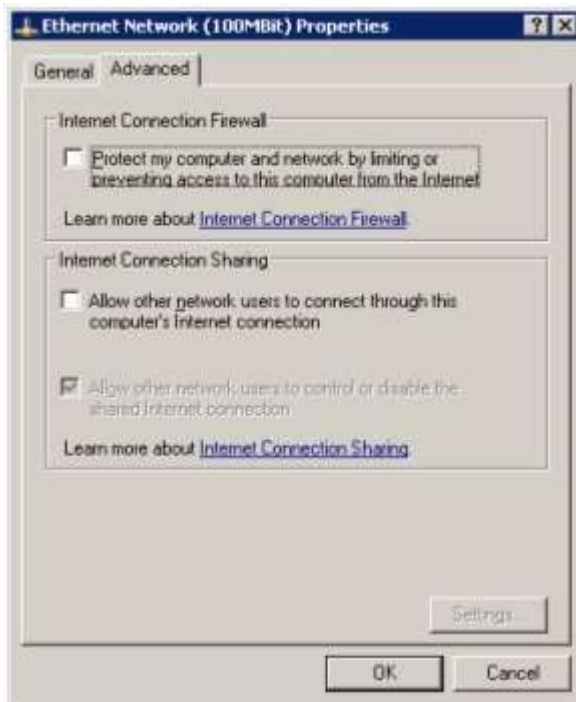 Ethernet Network (100MBit) Properties
General
Advanced
Internet Connection Firewall
Protect my computer and network by limiting or
preventing access to this computer from the Internet
Learn more about Internet Connection Firewall.
Internet Connection Sharing
Allow other network users to connect through this
computer's Internet connection
Allow other network users to control or disable the
shared Internet connection
Learn more about Internet Connection Sharing.
Settings...
OK
Cancel